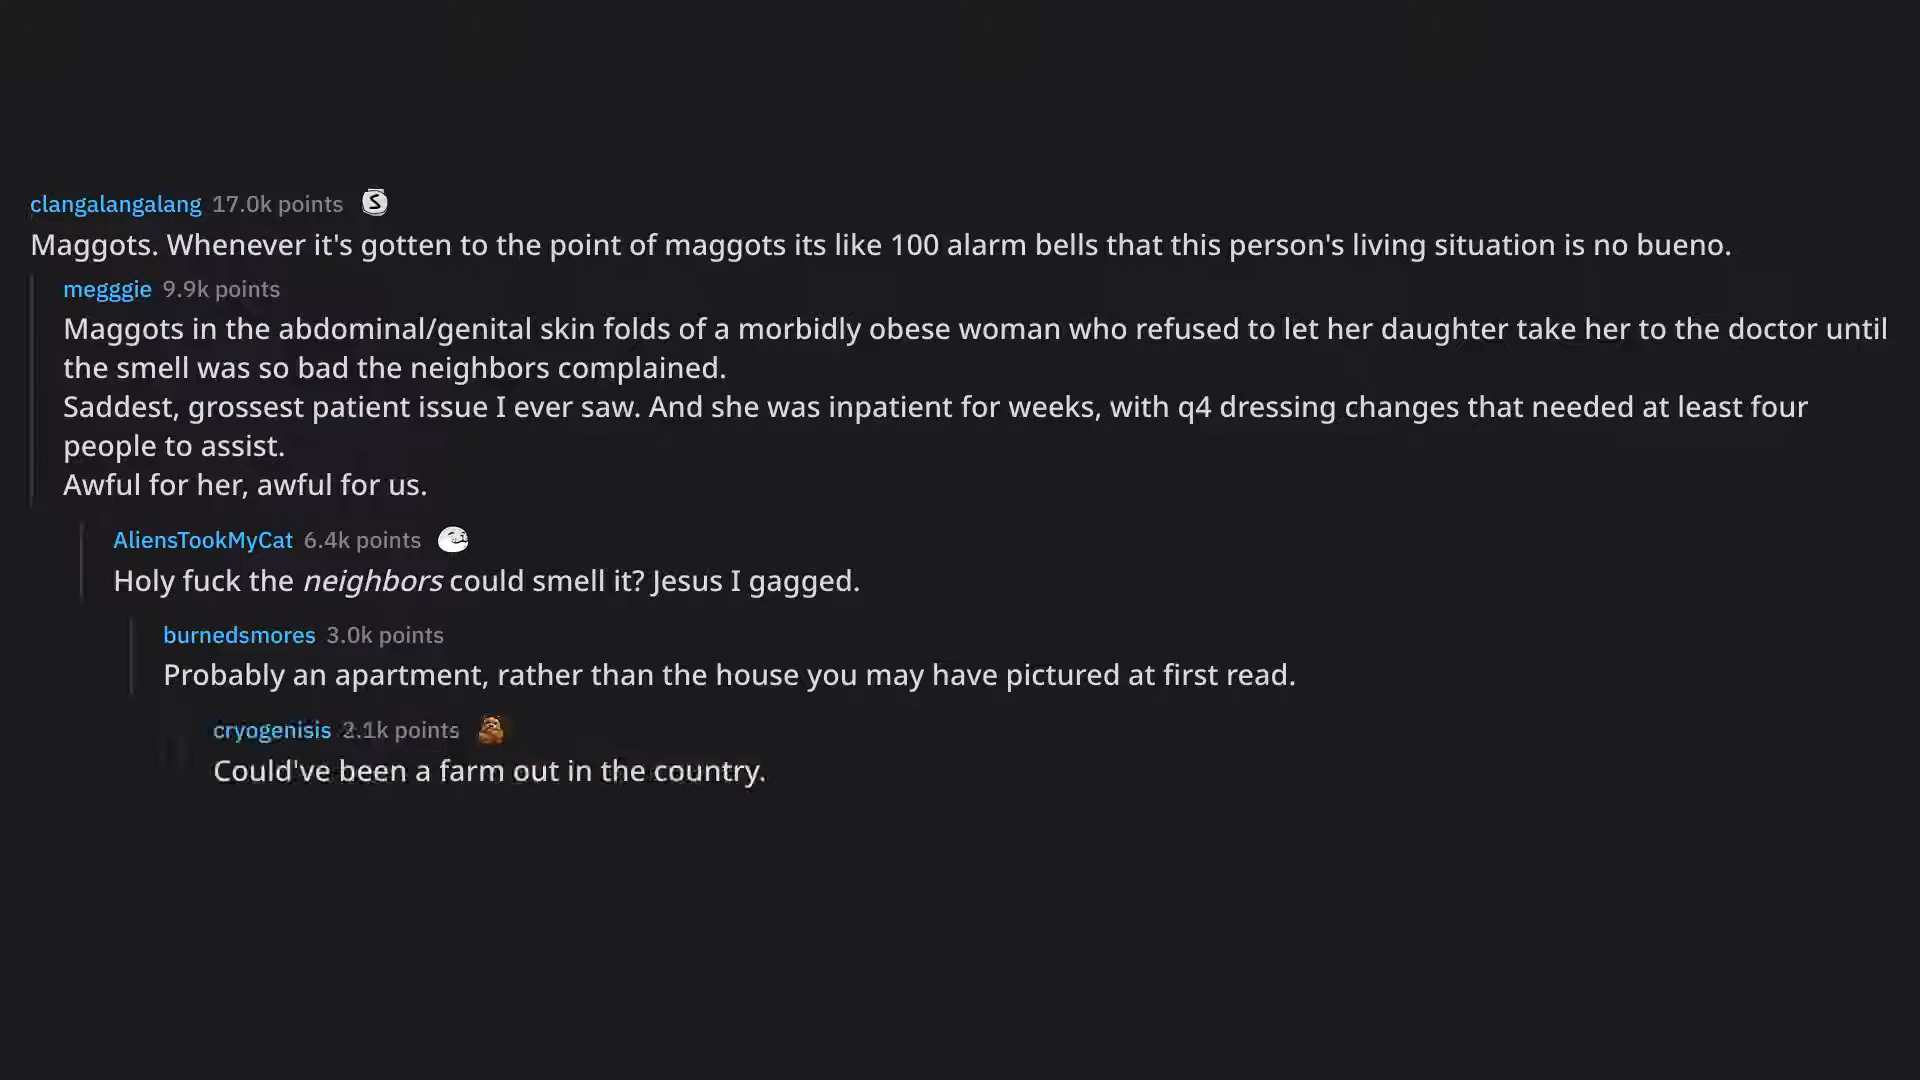 clangalangalang 17.0k points
Maggots. Whenever it's gotten to the point of maggots its like 100 alarm bells that this person's living situation is no bueno.
megggie 9.9k points
Maggots in the abdominal/genital skin folds of a morbidly obese woman who refused to let her daughter take her to the doctor until
the smell was so bad the neighbors complained.
Saddest, grossest patient issue I ever saw. And she was inpatient for weeks, with q4 dressing changes that needed at least four
people to assist.
Awful for her, awful for us.
AliensTookMyCat 6.4k points
Holy fuck the neighbors could smell it? Jesus I gagged.
burnedsmores 3.0k points
Probably an apartment, rather than the house you may have pictured at first read.
cryogenisis 2.1k points
Could've been a farm out in the country.